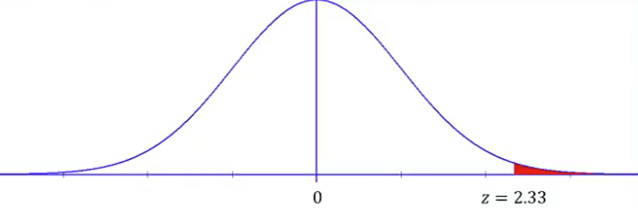 0 z = 2.33